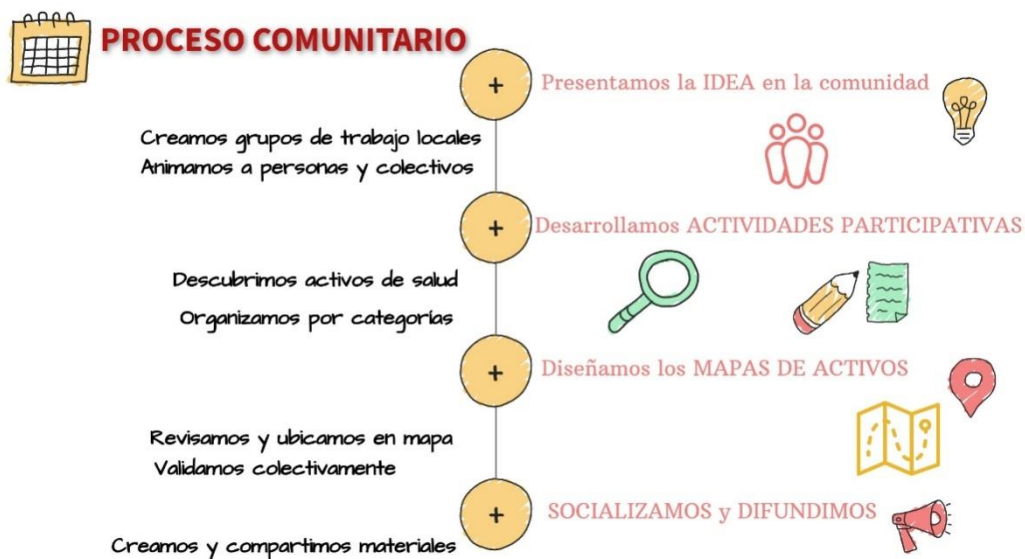 PROCESO COMUNITARIO
Presentamos la IDEA en la comunidad
Creamos grupos de trabajo locales
Animamos a personas y colectivos
Desarrollamos ACTIVIDADES PARTICIPATIVAS
Descubrimos activos de salud
Organizamos por categorías
Diseñamos los MAPAS DE ACTIVOS
Revisamos y ubicamos en mapa
Validamos colectivamente
SOCIALIZAMOS y DIFUNDIMOS
Creamos y compartimos materiales